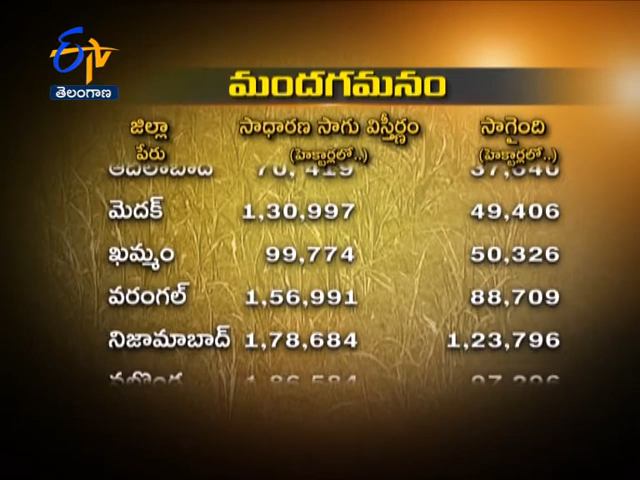 ETV
తెలంగాణ
మందగమనం
జిల్లా పేరు సాధారణ సాగు విస్తీర్ణం (హెక్టార్లలో..) సాగైంది (హెక్టార్లలో..)
ఆదిలాబాద్
మెదక్ 1,30,997 49,406
ఖమ్మం 99,774 50,326
వరంగల్ 1,56,991 88,709
నిజామాబాద్ 1,78,684 1,23,796